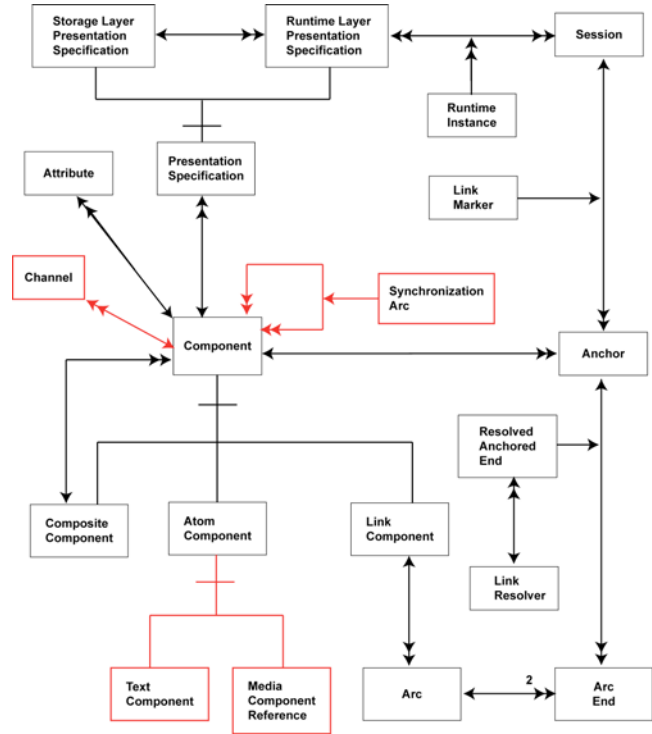 Storage Layer
Presentation
Specification
Runtime Layer
Presentation
Specification
Session
Runtime
Instance
Attribute
Presentation
Specification
Link
Marker
Channel
Synchronization
Arc
Component
Anchor
Resolved
Anchored
End
Composite
Component
Atom
Component
Link
Component
Link
Resolver
Text
Component
Media
Component
Reference
Arc
2
Arc
End